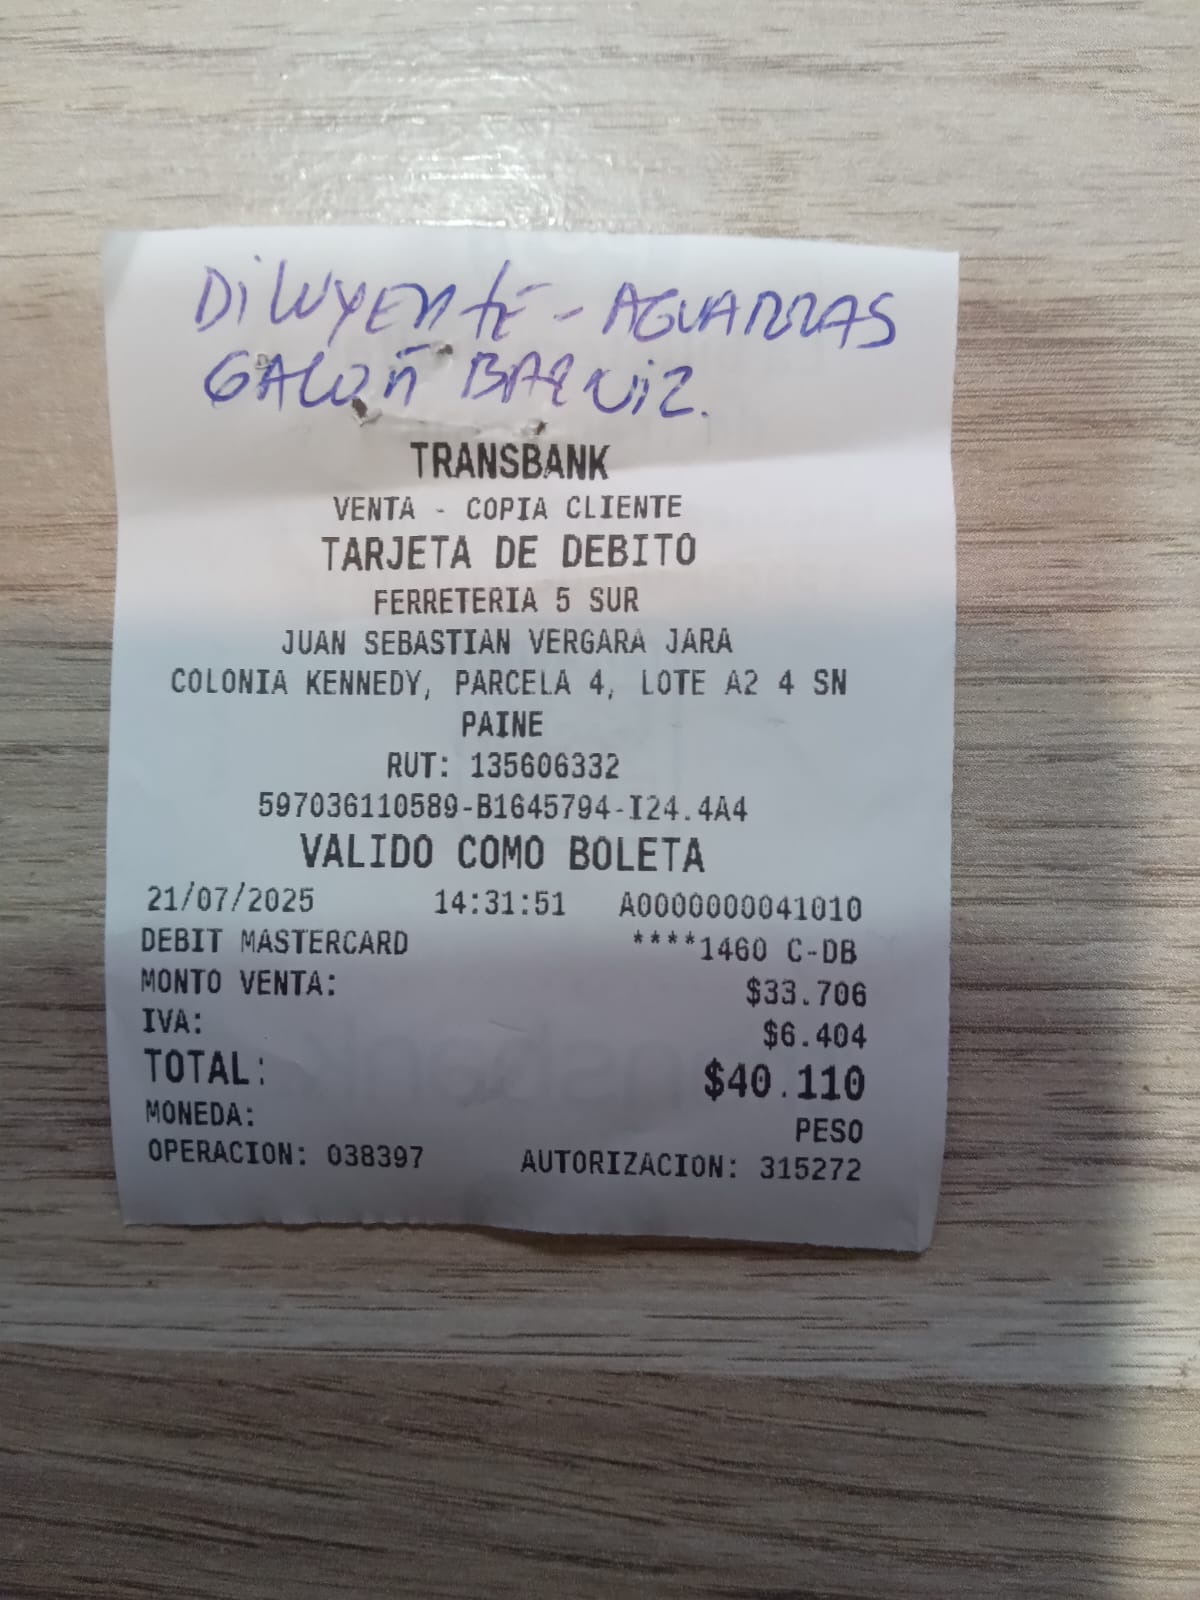 DILUYENTE - AGUARRAS
GALON BARNIZ.
TRANSBANK
VENTA - COPIA CLIENTE
TARJETA DE DEBITO
FERRETERIA 5 SUR
JUAN SEBASTIAN VERGARA JARA
COLONIA KENNEDY, PARCELA 4, LOTE A2 4 SN
PAINE
RUT: 135606332
597036110589-B1645794-I24.4A4
VALIDO COMO BOLETA
21/07/2025 14:31:51 A0000000041010
DEBIT MASTERCARD ****1460 C-DB
MONTO VENTA: $33.706
IVA: $6.404
TOTAL: $40.110
MONEDA: PESO
OPERACION: 038397 AUTORIZACION: 315272